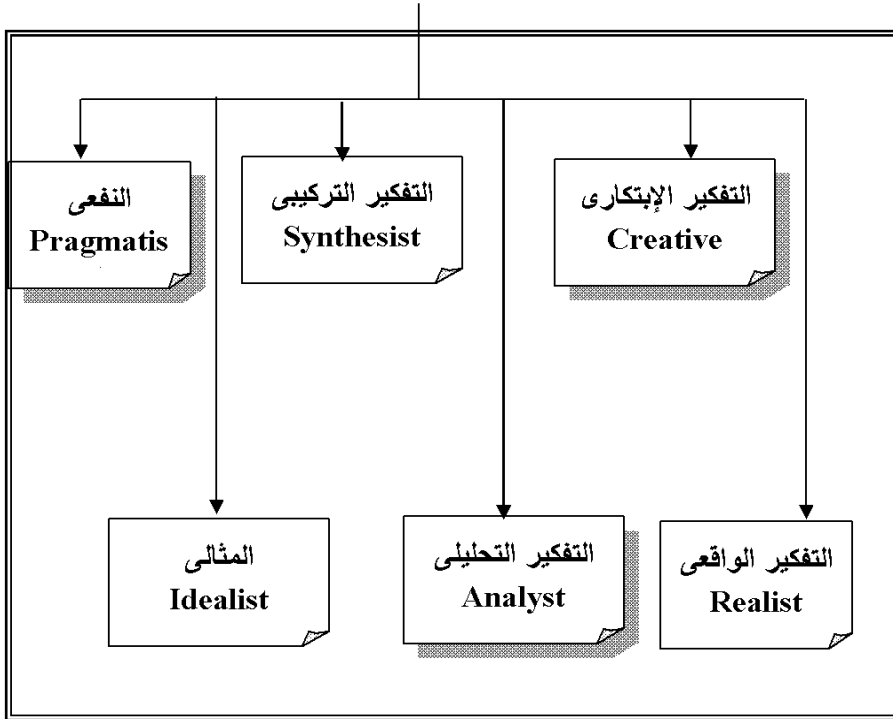 التفكير الإبتكارى
Creative
التفكير التركيبى
Synthesist
النفعى
Pragmatis
التفكير الواقعى
Realist
التفكير التحليلى
Analyst
المثالى
Idealist